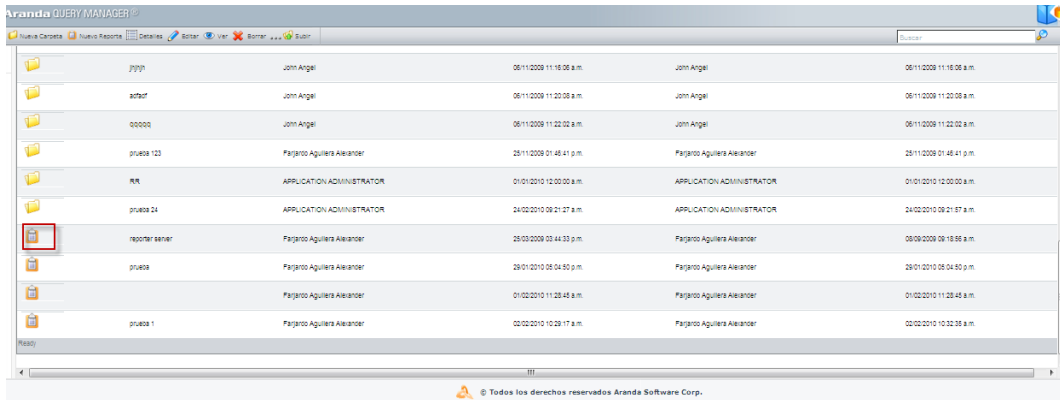 Aranda QUERY MANAGER ®
Nueva Carpeta Nuevo Reporte Detalles Editar Ver Borrar ... Subir Buscar
jhjhjh John Angel 06/11/2009 11:16:06 a.m. John Angel 06/11/2009 11:16:06 a.m.
adfadf John Angel 06/11/2009 11:20:08 a.m. John Angel 06/11/2009 11:20:08 a.m.
qqqqq John Angel 06/11/2009 11:22:02 a.m. John Angel 06/11/2009 11:22:02 a.m.
prueba 123 Farjardo Aguilera Alexander 25/11/2009 01:46:41 p.m. Farjardo Aguilera Alexander 25/11/2009 01:46:41 p.m.
RR APPLICATION ADMINISTRATOR 01/01/2010 12:00:00 a.m. APPLICATION ADMINISTRATOR 01/01/2010 12:00:00 a.m.
prueba 24 APPLICATION ADMINISTRATOR 24/02/2010 09:21:27 a.m. APPLICATION ADMINISTRATOR 24/02/2010 09:21:57 a.m.
reporter server Farjardo Aguilera Alexander 25/03/2009 03:44:33 p.m. Farjardo Aguilera Alexander 08/09/2009 09:18:56 a.m.
prueba Farjardo Aguilera Alexander 29/01/2010 05:04:50 p.m. Farjardo Aguilera Alexander 29/01/2010 05:04:50 p.m.
Farjardo Aguilera Alexander 01/02/2010 11:28:45 a.m. Farjardo Aguilera Alexander 01/02/2010 11:28:45 a.m.
prueba 1 Farjardo Aguilera Alexander 02/02/2010 10:29:17 a.m. Farjardo Aguilera Alexander 02/02/2010 10:32:35 a.m.
Ready
© Todos los derechos reservados Aranda Software Corp.